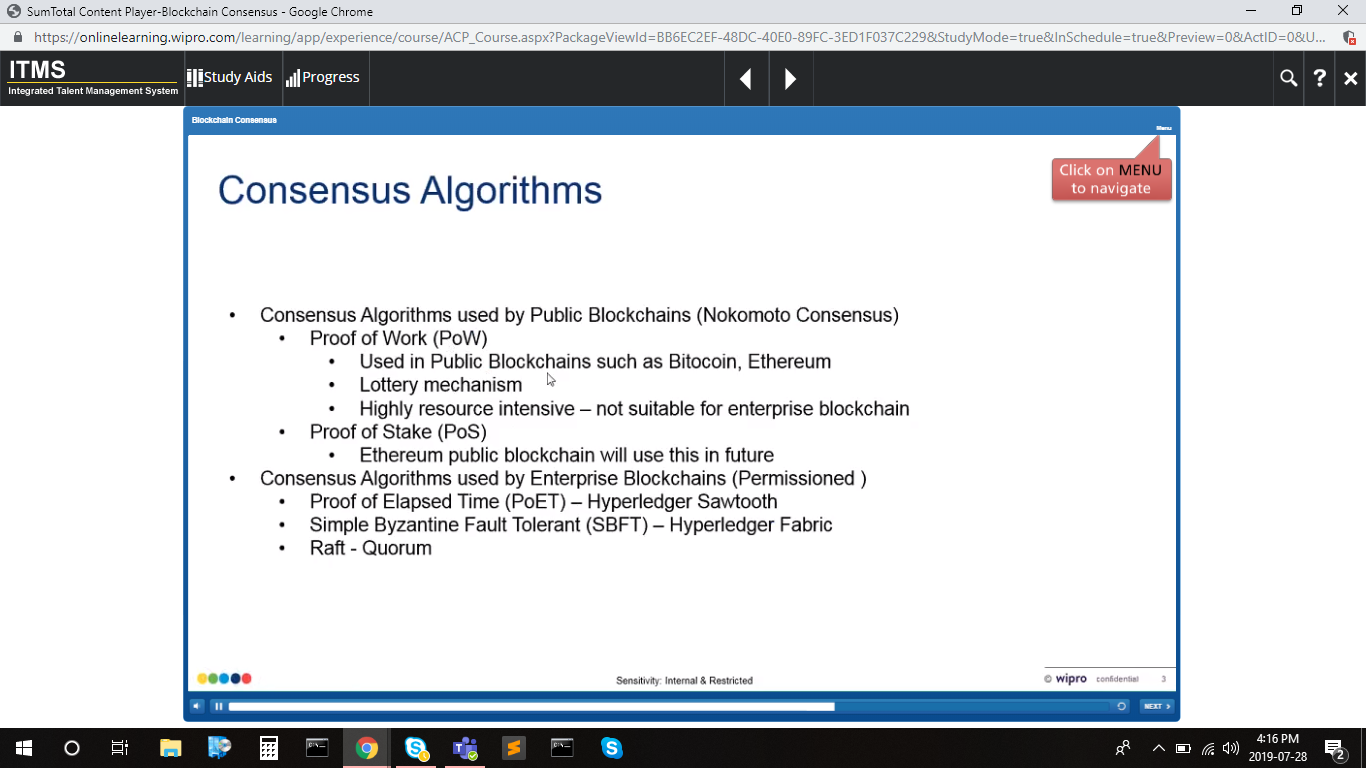 SumTotal Content Player-Blockchain Consensus - Google Chrome
https://onlinelearning.wipro.com/learning/app/experience/course/ACP_Course.aspx?PackageViewId=BB6EC2EF-48DC-40E0-89FC-3ED1F037C229&StudyMode=true&InSchedule=true&Preview=0&ActID=0&U...
ITMS
Integrated Talent Management System
Study Aids
Progress
?
Blockchain Consensus
Menu
Click on MENU
to navigate
Consensus Algorithms
• Consensus Algorithms used by Public Blockchains (Nokomoto Consensus)
• Proof of Work (PoW)
• Used in Public Blockchains such as Bitocoin, Ethereum
• Lottery mechanism
• Highly resource intensive – not suitable for enterprise blockchain
• Proof of Stake (PoS)
• Ethereum public blockchain will use this in future
• Consensus Algorithms used by Enterprise Blockchains (Permissioned )
• Proof of Elapsed Time (PoET) – Hyperledger Sawtooth
• Simple Byzantine Fault Tolerant (SBFT) – Hyperledger Fabric
• Raft - Quorum
Sensitivity: Internal & Restricted
© wipro confidential 3
NEXT >
4:16 PM
2019-07-28
2